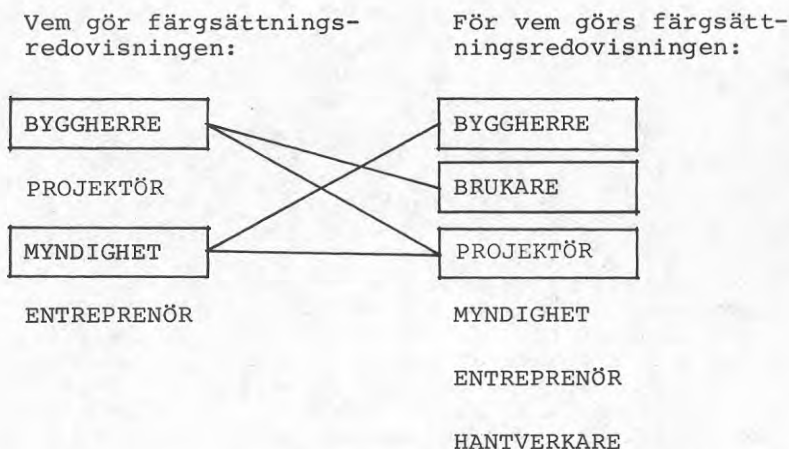 Vem gör färgsättnings-
redovisningen:
BYGGHERRE
PROJEKTÖR
MYNDIGHET
ENTREPRENÖR
För vem görs färgsätt-
ningsredovisningen:
BYGGHERRE
BRUKARE
PROJEKTÖR
MYNDIGHET
ENTREPRENÖR
HANTVERKARE